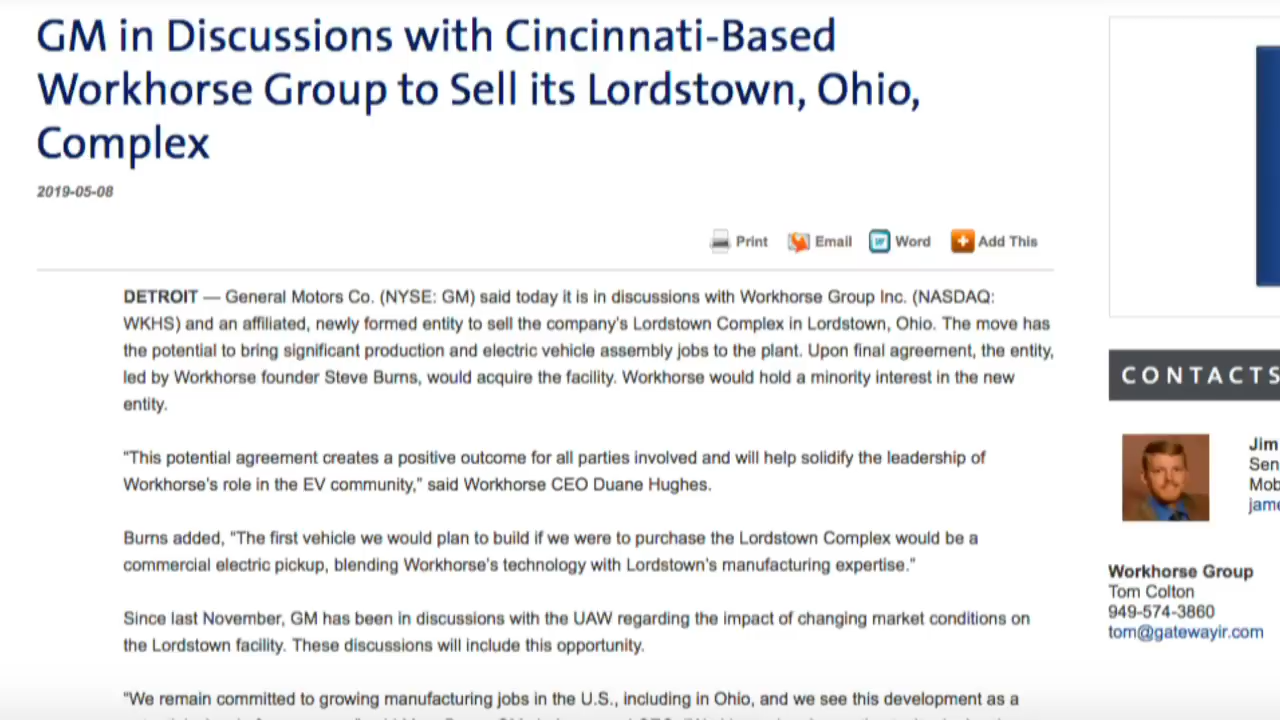 GM in Discussions with Cincinnati-Based
Workhorse Group to Sell its Lordstown, Ohio,
Complex
2019-05-08
Print Email Word Add This
DETROIT — General Motors Co. (NYSE: GM) said today it is in discussions with Workhorse Group Inc. (NASDAQ:
WKHS) and an affiliated, newly formed entity to sell the company's Lordstown Complex in Lordstown, Ohio. The move has
the potential to bring significant production and electric vehicle assembly jobs to the plant. Upon final agreement, the entity,
led by Workhorse founder Steve Burns, would acquire the facility. Workhorse would hold a minority interest in the new
entity.
"This potential agreement creates a positive outcome for all parties involved and will help solidify the leadership of
Workhorse's role in the EV community," said Workhorse CEO Duane Hughes.
Burns added, "The first vehicle we would plan to build if we were to purchase the Lordstown Complex would be a
commercial electric pickup, blending Workhorse's technology with Lordstown's manufacturing expertise."
Since last November, GM has been in discussions with the UAW regarding the impact of changing market conditions on
the Lordstown facility. These discussions will include this opportunity.
"We remain committed to growing manufacturing jobs in the U.S., including in Ohio, and we see this development as a
CONTACTS
Jim
Sen
Mob
jame
Workhorse Group
Tom Colton
949-574-3860
tom@gatewayir.com